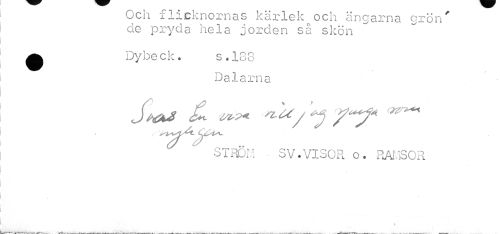 Och flicknornas kärlek och ängarna grön'
de pryda hela jorden så skön
Dybeck. s.188
Dalarna
Svas En visa vill jag sjunga som
nyligen
STRÖM SV.VISOR o. RAMSOR